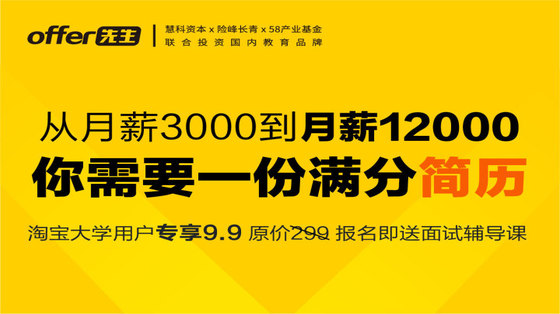 offer先生
慧科资本 x 险峰长青 x 58产业基金
联合投资国内教育品牌
从月薪3000到月薪12000
你需要一份满分简历
淘宝大学用户专享9.9 原价299 报名即送面试辅导课